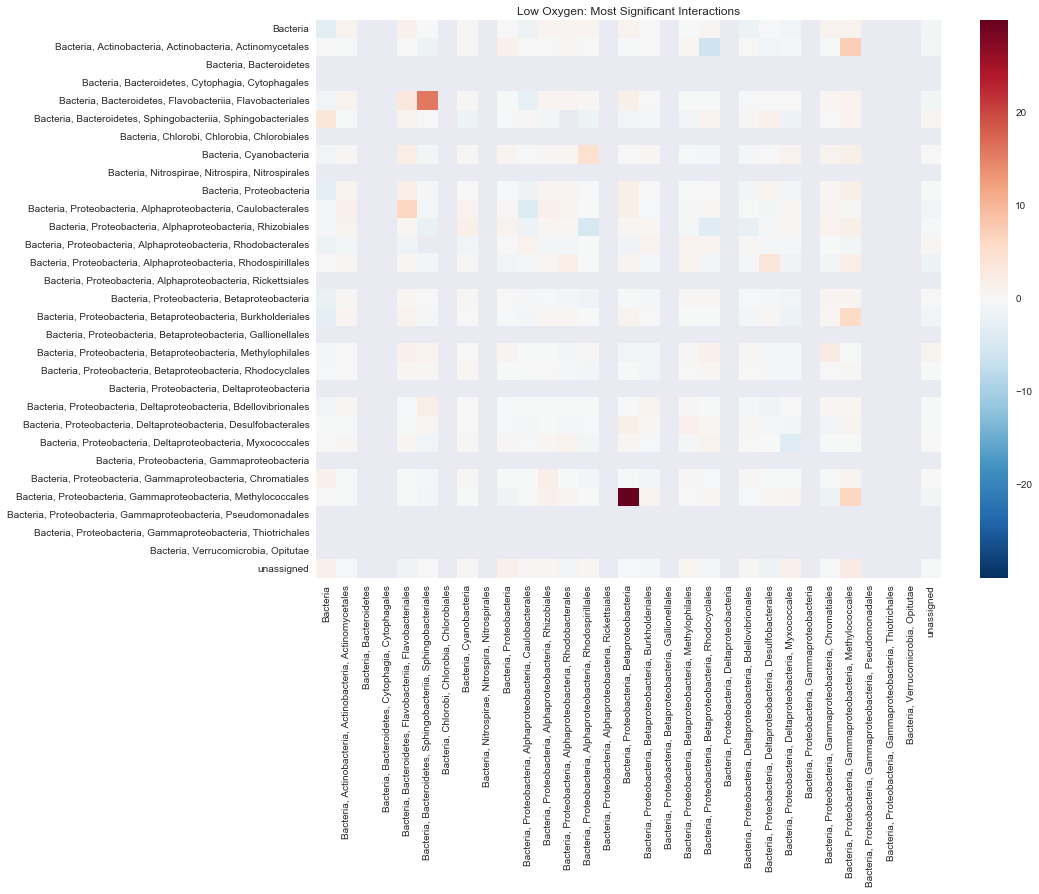 Low Oxygen: Most Significant Interactions
Bacteria
Bacteria, Actinobacteria, Actinobacteria, Actinomycetales
Bacteria, Bacteroidetes
Bacteria, Bacteroidetes, Cytophagia, Cytophagales
Bacteria, Bacteroidetes, Flavobacteriia, Flavobacteriales
Bacteria, Bacteroidetes, Sphingobacteriia, Sphingobacteriales
Bacteria, Chlorobi, Chlorobia, Chlorobiales
Bacteria, Cyanobacteria
Bacteria, Nitrospirae, Nitrospira, Nitrospirales
Bacteria, Proteobacteria
Bacteria, Proteobacteria, Alphaproteobacteria, Caulobacterales
Bacteria, Proteobacteria, Alphaproteobacteria, Rhizobiales
Bacteria, Proteobacteria, Alphaproteobacteria, Rhodobacterales
Bacteria, Proteobacteria, Alphaproteobacteria, Rhodospirillales
Bacteria, Proteobacteria, Alphaproteobacteria, Rickettsiales
Bacteria, Proteobacteria, Betaproteobacteria
Bacteria, Proteobacteria, Betaproteobacteria, Burkholderiales
Bacteria, Proteobacteria, Betaproteobacteria, Gallionellales
Bacteria, Proteobacteria, Betaproteobacteria, Methylophilales
Bacteria, Proteobacteria, Betaproteobacteria, Rhodocyclales
Bacteria, Proteobacteria, Deltaproteobacteria
Bacteria, Proteobacteria, Deltaproteobacteria, Bdellovibrionales
Bacteria, Proteobacteria, Deltaproteobacteria, Desulfobacterales
Bacteria, Proteobacteria, Deltaproteobacteria, Myxococcales
Bacteria, Proteobacteria, Gammaproteobacteria
Bacteria, Proteobacteria, Gammaproteobacteria, Chromatiales
Bacteria, Proteobacteria, Gammaproteobacteria, Methylococcales
Bacteria, Proteobacteria, Gammaproteobacteria, Pseudomonadales
Bacteria, Proteobacteria, Gammaproteobacteria, Thiotrichales
Bacteria, Verrucomicrobia, Opitutae
unassigned
Bacteria
Bacteria, Actinobacteria, Actinobacteria, Actinomycetales
Bacteria, Bacteroidetes
Bacteria, Bacteroidetes, Cytophagia, Cytophagales
Bacteria, Bacteroidetes, Flavobacteriia, Flavobacteriales
Bacteria, Bacteroidetes, Sphingobacteriia, Sphingobacteriales
Bacteria, Chlorobi, Chlorobia, Chlorobiales
Bacteria, Cyanobacteria
Bacteria, Nitrospirae, Nitrospira, Nitrospirales
Bacteria, Proteobacteria
Bacteria, Proteobacteria, Alphaproteobacteria, Caulobacterales
Bacteria, Proteobacteria, Alphaproteobacteria, Rhizobiales
Bacteria, Proteobacteria, Alphaproteobacteria, Rhodobacterales
Bacteria, Proteobacteria, Alphaproteobacteria, Rhodospirillales
Bacteria, Proteobacteria, Alphaproteobacteria, Rickettsiales
Bacteria, Proteobacteria, Betaproteobacteria
Bacteria, Proteobacteria, Betaproteobacteria, Burkholderiales
Bacteria, Proteobacteria, Betaproteobacteria, Gallionellales
Bacteria, Proteobacteria, Betaproteobacteria, Methylophilales
Bacteria, Proteobacteria, Betaproteobacteria, Rhodocyclales
Bacteria, Proteobacteria, Deltaproteobacteria
Bacteria, Proteobacteria, Deltaproteobacteria, Bdellovibrionales
Bacteria, Proteobacteria, Deltaproteobacteria, Desulfobacterales
Bacteria, Proteobacteria, Deltaproteobacteria, Myxococcales
Bacteria, Proteobacteria, Gammaproteobacteria
Bacteria, Proteobacteria, Gammaproteobacteria, Chromatiales
Bacteria, Proteobacteria, Gammaproteobacteria, Methylococcales
Bacteria, Proteobacteria, Gammaproteobacteria, Pseudomonadales
Bacteria, Proteobacteria, Gammaproteobacteria, Thiotrichales
Bacteria, Verrucomicrobia, Opitutae
unassigned
20
10
0
−10
−20